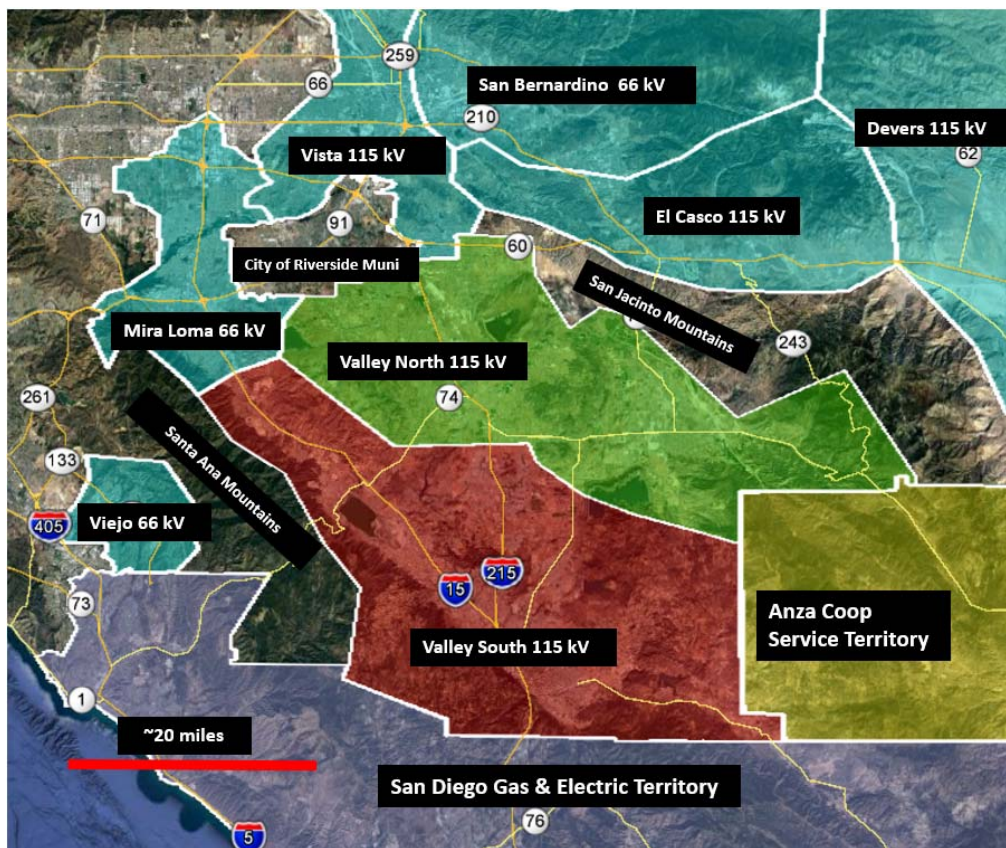 259
66
San Bernardino 66 kV
210
Devers 115 kV
62
Vista 115 kV
71
91
El Casco 115 kV
60
City of Riverside Muni
San Jacinto Mountains
Mira Loma 66 kV
243
Valley North 115 kV
74
261
Santa Ana Mountains
133
Viejo 66 kV
405
215
15
73
Anza Coop
Service Territory
Valley South 115 kV
1
~20 miles
San Diego Gas & Electric Territory
76
5